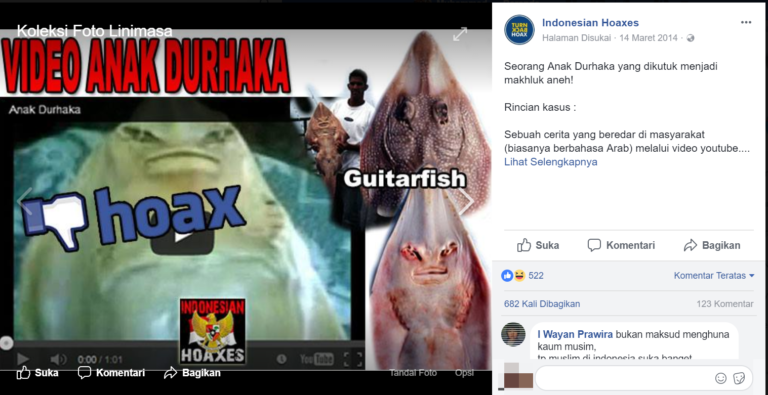 Koleksi Foto Linimasa
VIDEO ANAK DURHAKA
Anak Durhaka
hoax
Guitarfish
INDONESIAN
HOAXES
0:00 / 1:01
YouTube
Suka
Komentari
Bagikan
Tandai Foto
Opsi
TURN
BACK
HOAX
Indonesian Hoaxes
Halaman Disukai · 14 Maret 2014 ·
Seorang Anak Durhaka yang dikutuk menjadi
makhluk aneh!
Rincian kasus :
Sebuah cerita yang beredar di masyarakat
(biasanya berbahasa Arab) melalui video youtube....
Lihat Selengkapnya
Suka
Komentari
Bagikan
522
Komentar Teratas
682 Kali Dibagikan
123 Komentar
I Wayan Prawira bukan maksud menghuna
kaum musim,
tp muslim di indonesia suka banget